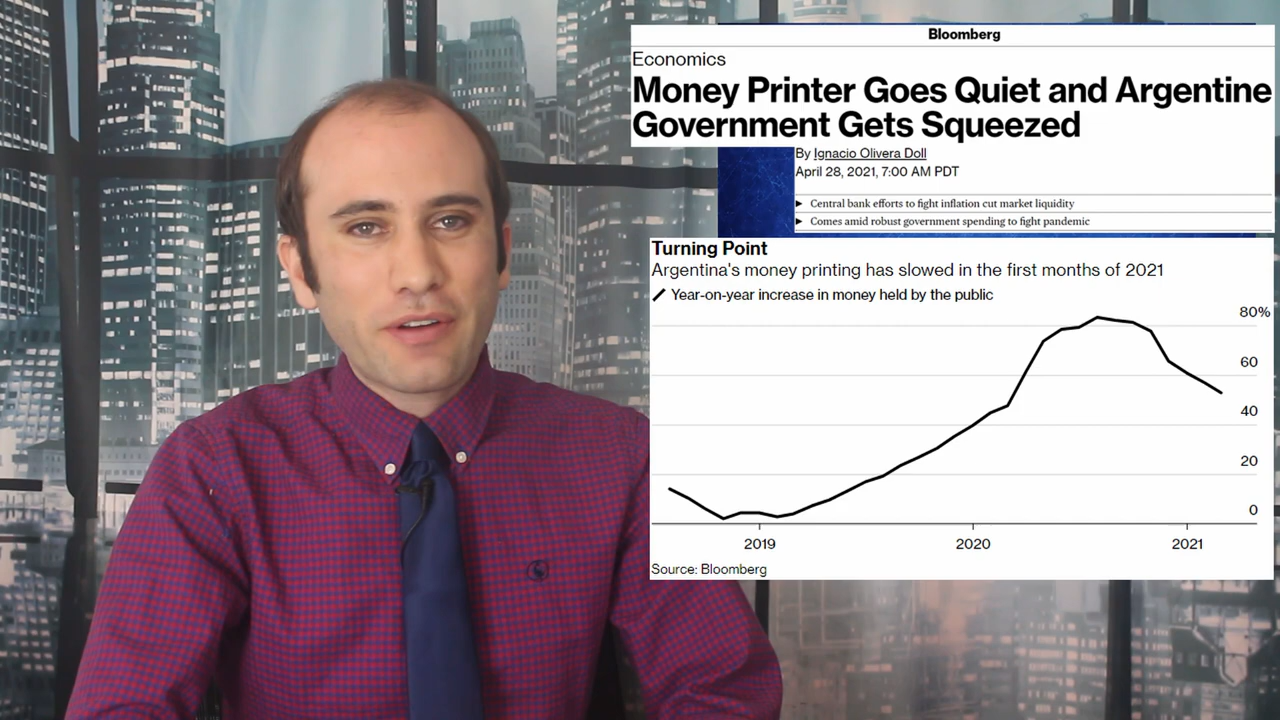 Bloomberg
Economics
Money Printer Goes Quiet and Argentine
Government Gets Squeezed
By Ignacio Olivera Doll
April 28, 2021, 7:00 AM PDT
Central bank efforts to fight inflation cut market liquidity
Comes amid robust government spending to fight pandemic
Turning Point
Argentina's money printing has slowed in the first months of 2021
Year-on-year increase in money held by the public
80%
60
40
20
0
2019 2020 2021
Source: Bloomberg